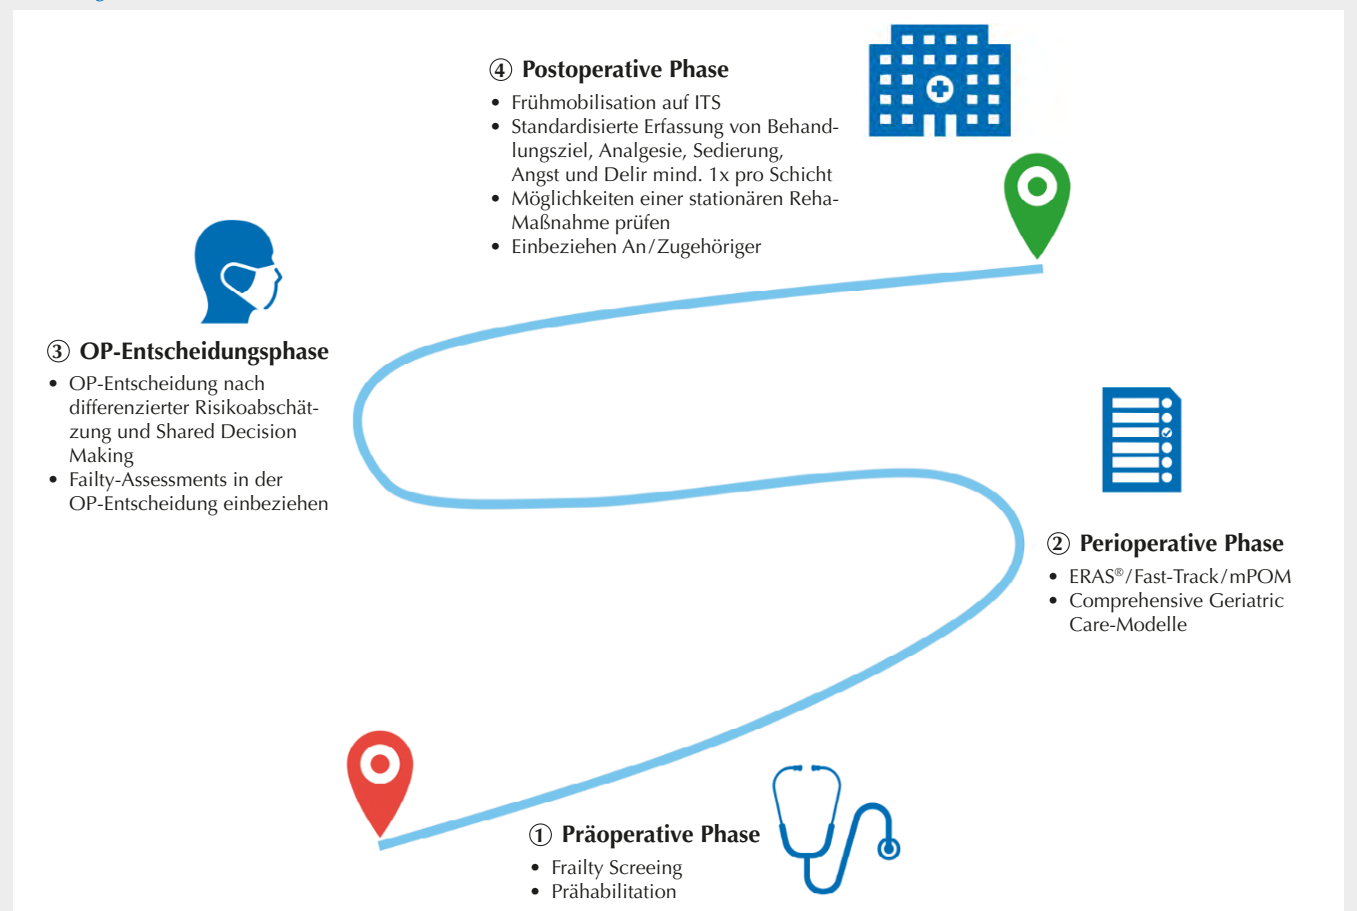 ④ Postoperative Phase
• Frühmobilisation auf ITS
• Standardisierte Erfassung von Behand-
lungsziel, Analgesie, Sedierung,
Angst und Delir mind. 1x pro Schicht
• Möglichkeiten einer stationären Reha-
Maßnahme prüfen
• Einbeziehen An/Zugehöriger
③ OP-Entscheidungsphase
• OP-Entscheidung nach
differenzierter Risikoabschät-
zung und Shared Decision
Making
• Failty-Assessments in der
OP-Entscheidung einbeziehen
② Perioperative Phase
• ERAS®/Fast-Track/mPOM
• Comprehensive Geriatric
Care-Modelle
① Präoperative Phase
• Frailty Screeing
• Prähabilitation